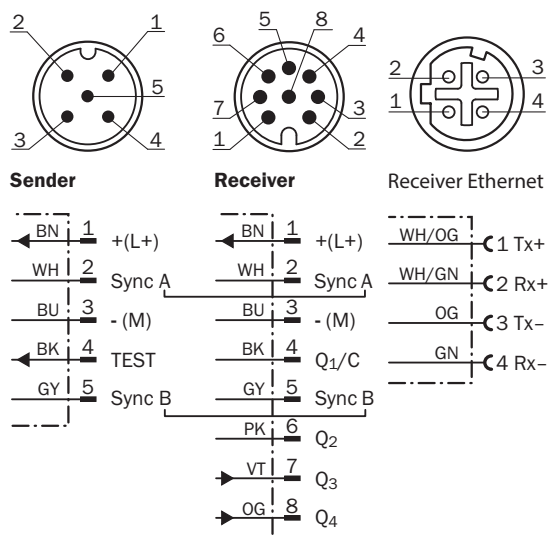 2 1 5 3 4
5 8 6 4 7 3 1 2
2 3 1 4
Sender
Receiver
Receiver Ethernet
BN 1 +(L+)
WH 2 Sync A
BU 3 - (M)
BK 4 TEST
GY 5 Sync B
BN 1 +(L+)
WH 2 Sync A
BU 3 - (M)
BK 4 Q1/C
GY 5 Sync B
PK 6 Q2
VT 7 Q3
OG 8 Q4
WH/OG 1 Tx+
WH/GN 2 Rx+
OG 3 Tx–
GN 4 Rx–